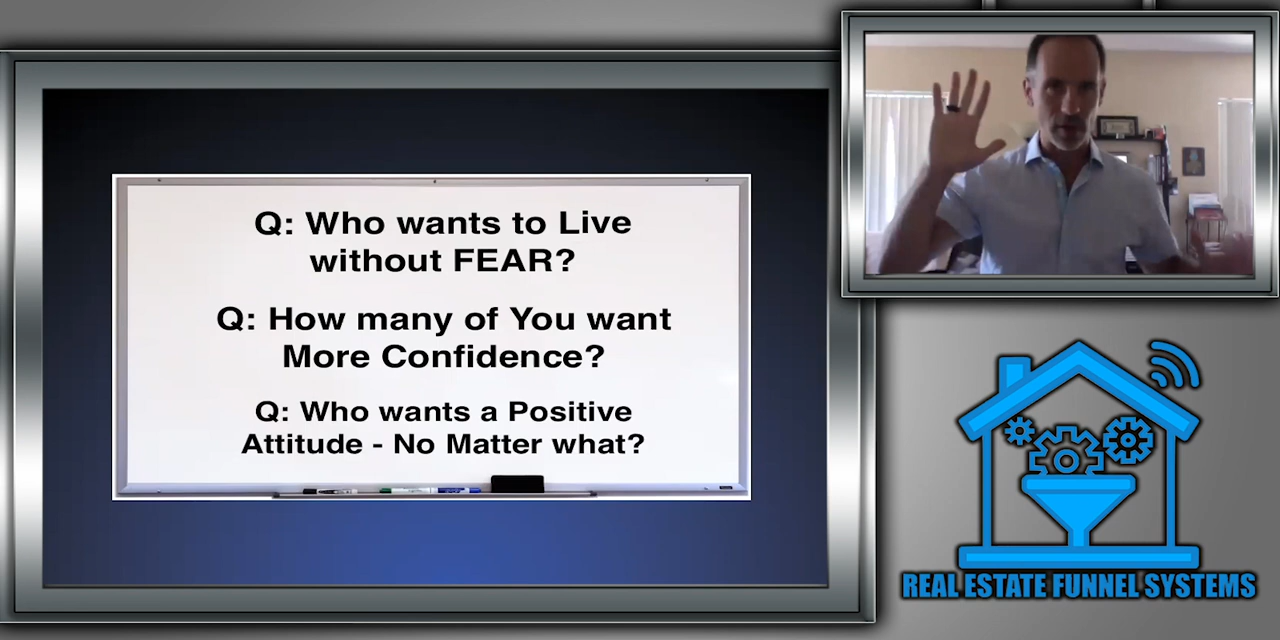 Q: Who wants to Live
without FEAR?
Q: How many of You want
More Confidence?
Q: Who wants a Positive
Attitude - No Matter what?
REAL ESTATE FUNNEL SYSTEMS